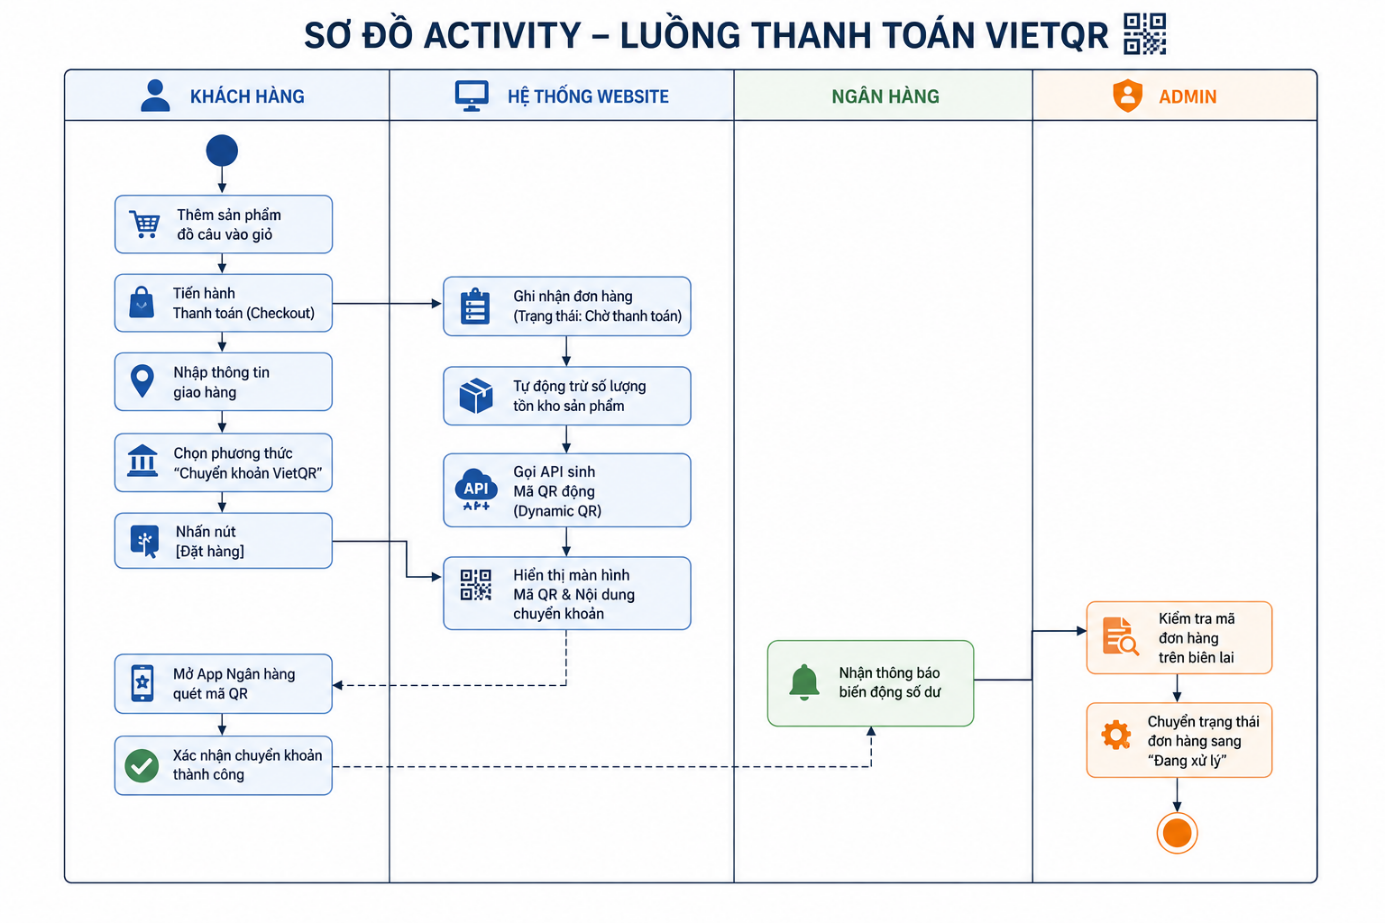 SƠ ĐỒ ACTIVITY – LUỒNG THANH TOÁN VIETQR
KHÁCH HÀNG
HỆ THỐNG WEBSITE
NGÂN HÀNG
ADMIN
Thêm sản phẩm
đồ câu vào giỏ
Tiến hành
Thanh toán (Checkout)
Nhập thông tin
giao hàng
Chọn phương thức
“Chuyển khoản VietQR”
Nhấn nút
[Đặt hàng]
Mở App Ngân hàng
quét mã QR
Xác nhận chuyển khoản
thành công
Ghi nhận đơn hàng
(Trạng thái: Chờ thanh toán)
Tự động trừ số lượng
tồn kho sản phẩm
API
Gọi API sinh
Mã QR động
(Dynamic QR)
Hiển thị màn hình
Mã QR & Nội dung
chuyển khoản
Nhận thông báo
biến động số dư
Kiểm tra mã
đơn hàng
trên biên lai
Chuyển trạng thái
đơn hàng sang
“Đang xử lý”